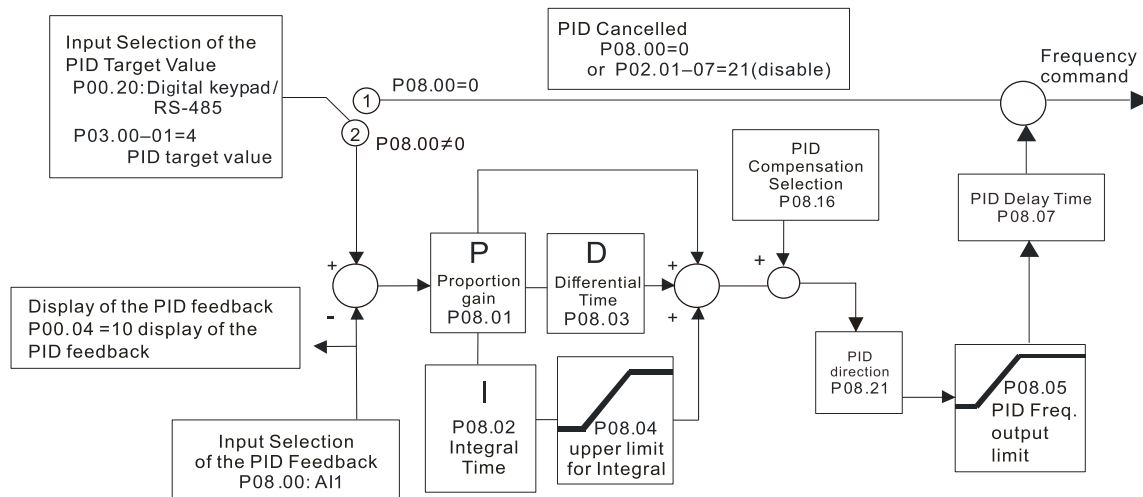 Input Selection of the
PID Target Value
P00.20: Digital keypad/
RS-485
P03.00–01=4
PID target value
1
P08.00=0
2
P08.00≠0
PID Cancelled
P08.00=0
or P02.01–07=21(disable)
Frequency
command
PID
Compensation
Selection
P08.16
PID Delay Time
P08.07
+
-
P
Proportion
gain
P08.01
D
Differential
Time
P08.03
+
+
+
Display of the PID feedback
P00.04 =10 display of the
PID feedback
I
P08.02
Integral
Time
P08.04
upper limit
for Integral
PID
direction
P08.21
P08.05
PID Freq.
output
limit
Input Selection
of the PID Feedback
P08.00: AI1